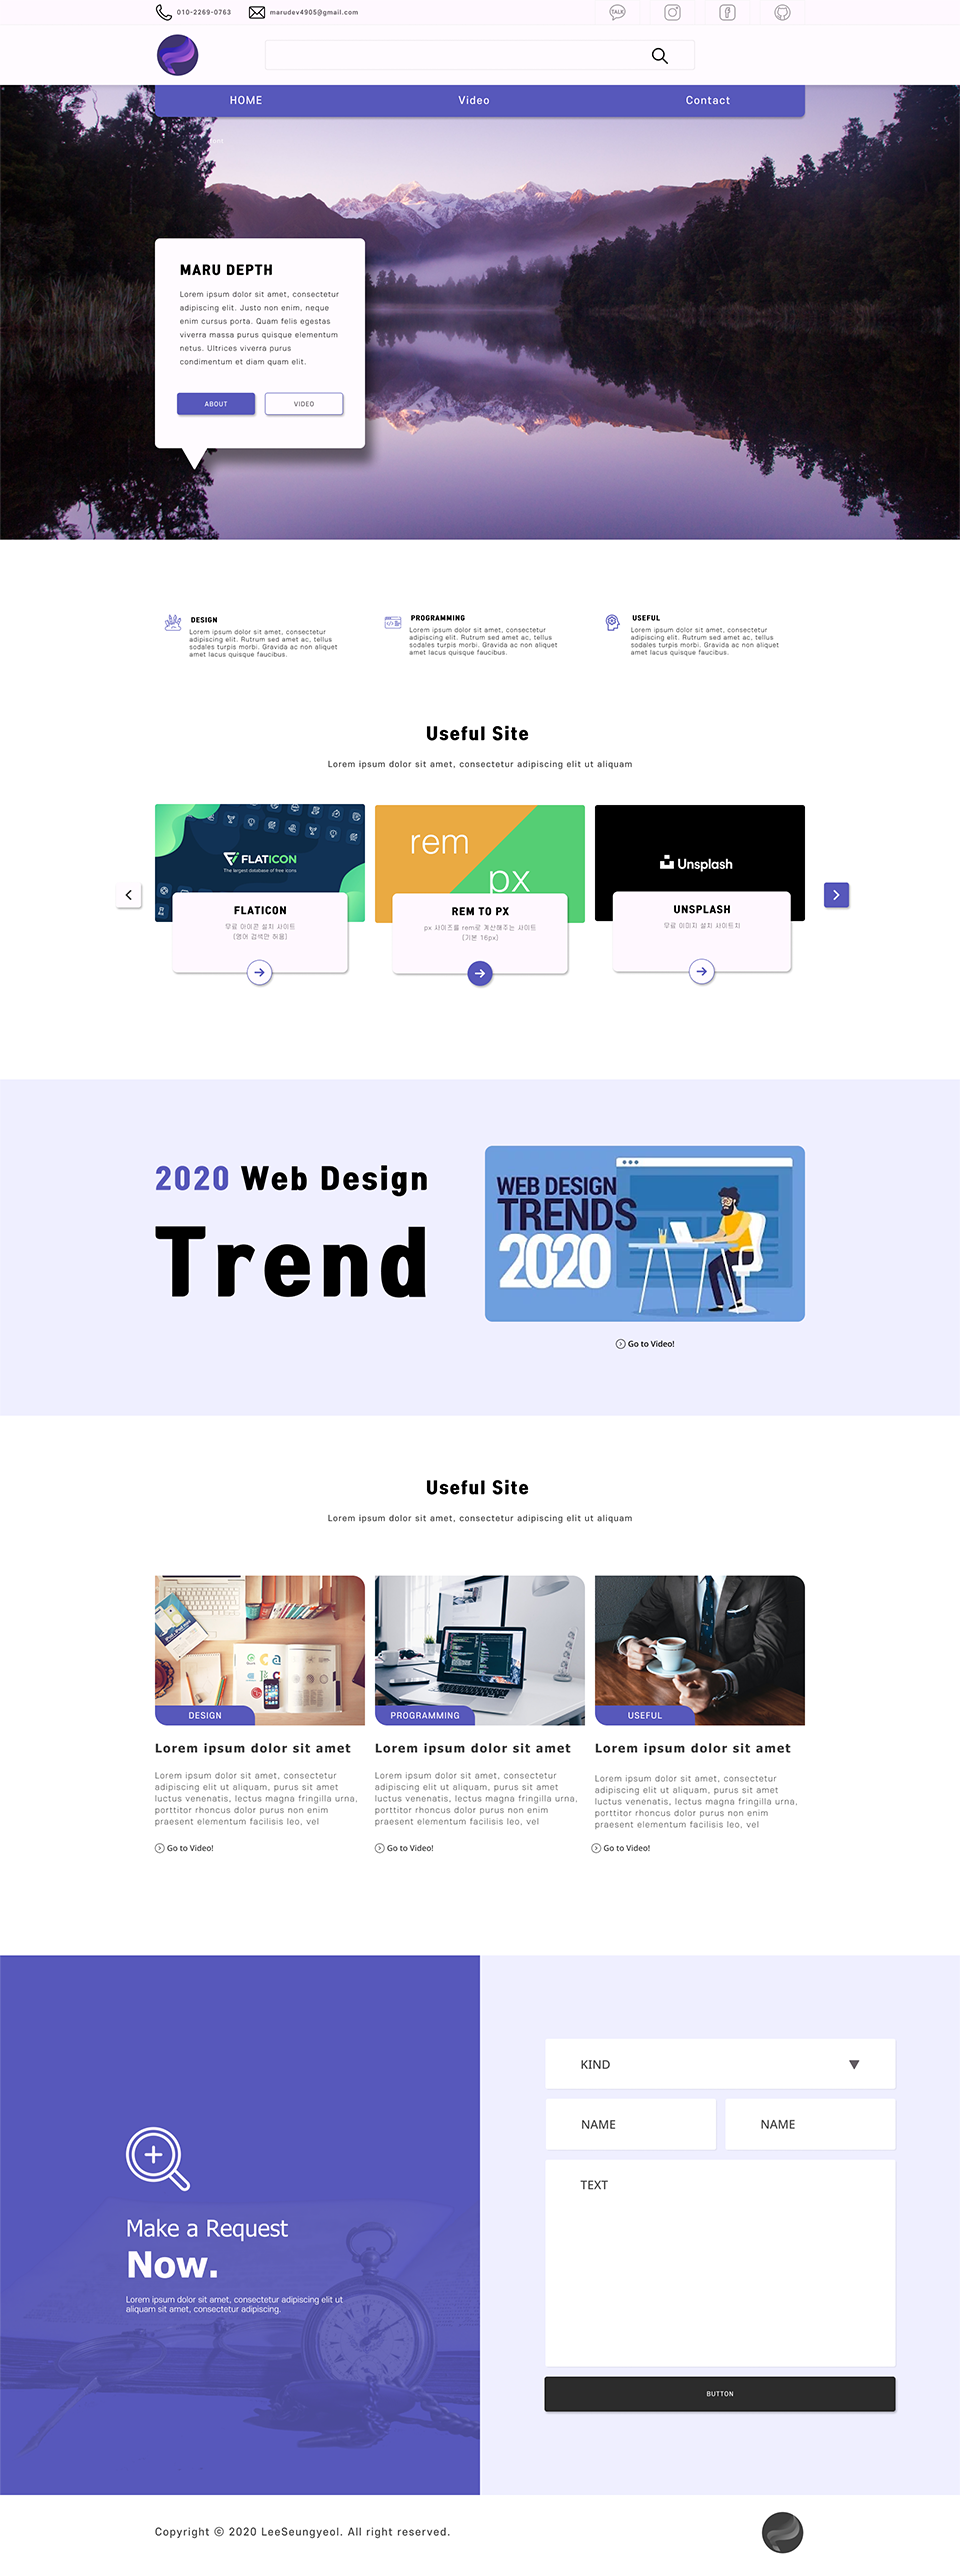 010-2269-0763
marudev4905@gmail.com
TALK
HOME
Video
Contact
MARU DEPTH
Lorem ipsum dolor sit amet, consectetur
adipiscing elit. Justo non enim, neque
enim cursus porta. Quam felis egestas
viverra massa purus quisque elementum
netus. Ultrices viverra purus
condimentum et diam quam elit.
ABOUT
VIDEO
DESIGN
Lorem ipsum dolor sit amet, consectetur
adipiscing elit. Rutrum sed amet ac, tellus
sodales turpis morbi. Gravida ac non aliquam
amet lacus quisque faucibus.
PROGRAMMING
Lorem ipsum dolor sit amet, consectetur
adipiscing elit. Rutrum sed amet ac, tellus
sodales turpis morbi. Gravida ac non aliquet
amet lacus quisque faucibus.
USEFUL
Lorem ipsum dolor sit amet, consectetur
adipiscing elit. Rutrum sed amet ac, tellus
sodales turpis morbi. Gravida ac non aliquet
amet lacus quisque faucibus.
Useful Site
Lorem ipsum dolor sit amet, consectetur adipiscing elit ut aliquam
FLATICON
The largest database of free icons
FLATICON
무료 아이콘 설치 사이트
(영어 검색만 허용)
rem
px
REM TO PX
px 사이즈를 rem로 계산해주는 사이트
(기본 16px)
Unsplash
UNSPLASH
무료 이미지 설치 사이트치
2020 Web Design
Trend
WEB DESIGN
TRENDS
2020
Go to Video!
Useful Site
Lorem ipsum dolor sit amet, consectetur adipiscing elit ut aliquam
DESIGN
Lorem ipsum dolor sit amet
Lorem ipsum dolor sit amet, consectetur
adipiscing elit ut aliquam, purus sit amet
luctus venenatis, lectus magna fringilla urna,
porttitor rhoncus dolor purus non enim
praesent elementum facilisis leo, vel
Go to Video!
PROGRAMMING
Lorem ipsum dolor sit amet
Lorem ipsum dolor sit amet, consectetur
adipiscing elit ut aliquam, purus sit amet
luctus venenatis, lectus magna fringilla urna,
porttitor rhoncus dolor purus non enim
praesent elementum facilisis leo, vel
Go to Video!
USEFUL
Lorem ipsum dolor sit amet
Lorem ipsum dolor sit amet, consectetur
adipiscing elit ut aliquam, purus sit amet
luctus venenatis, lectus magna fringilla urna,
porttitor rhoncus dolor purus non enim
praesent elementum facilisis leo, vel
Go to Video!
Make a Request
Now.
Lorem ipsum dolor sit amet, consectetur adipiscing elit ut
aliquam sit amet, consectetur adipiscing.
KIND
NAME
NAME
TEXT
BUTTON
Copyright ⓒ 2020 LeeSeungyeol. All right reserved.